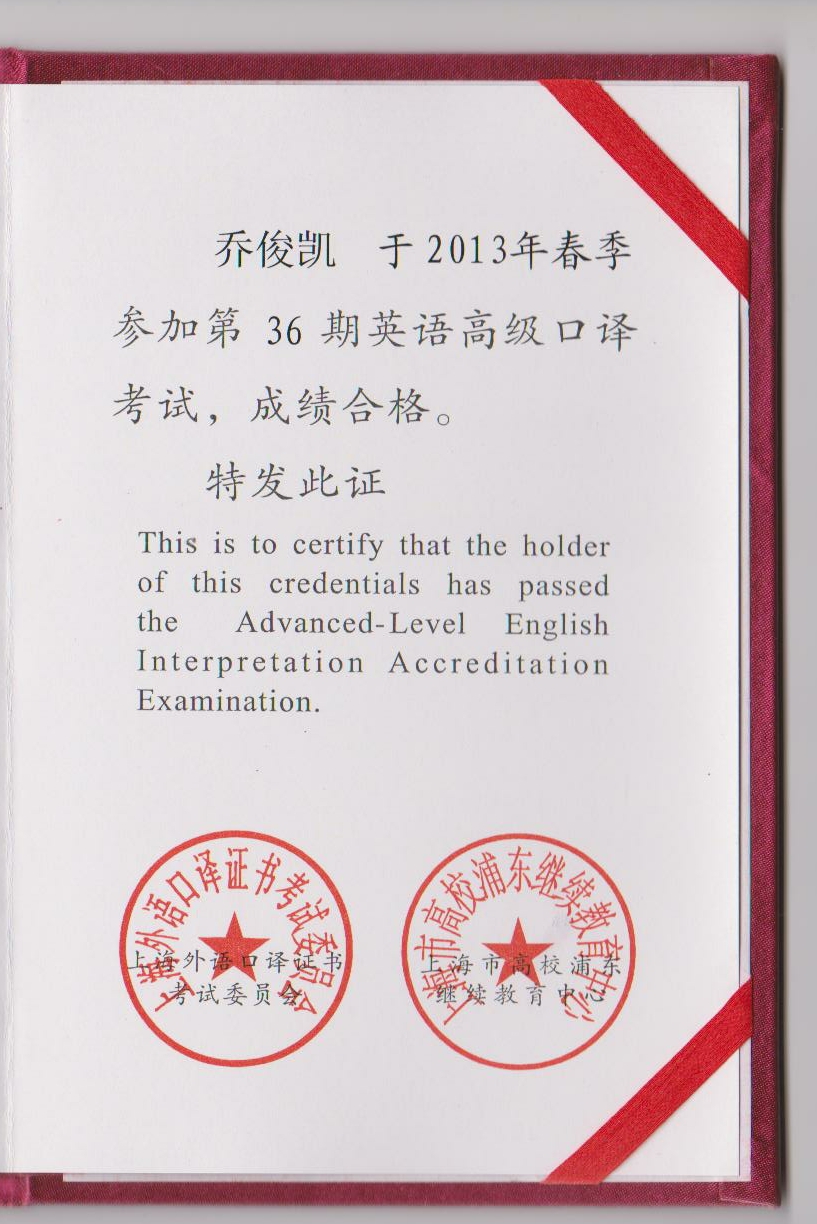 乔俊凯 于2013年春季
参加第 36 期英语高级口译
考试，成绩合格。
特发此证
This is to certify that the holder
of this credentials has passed
the Advanced-Level English
Interpretation Accreditation
Examination.
上海外语口译证书考试委员会
上海外语口译证书
考试委员会
上海市高校浦东继续教育中心
上海市高校浦东
继续教育中心